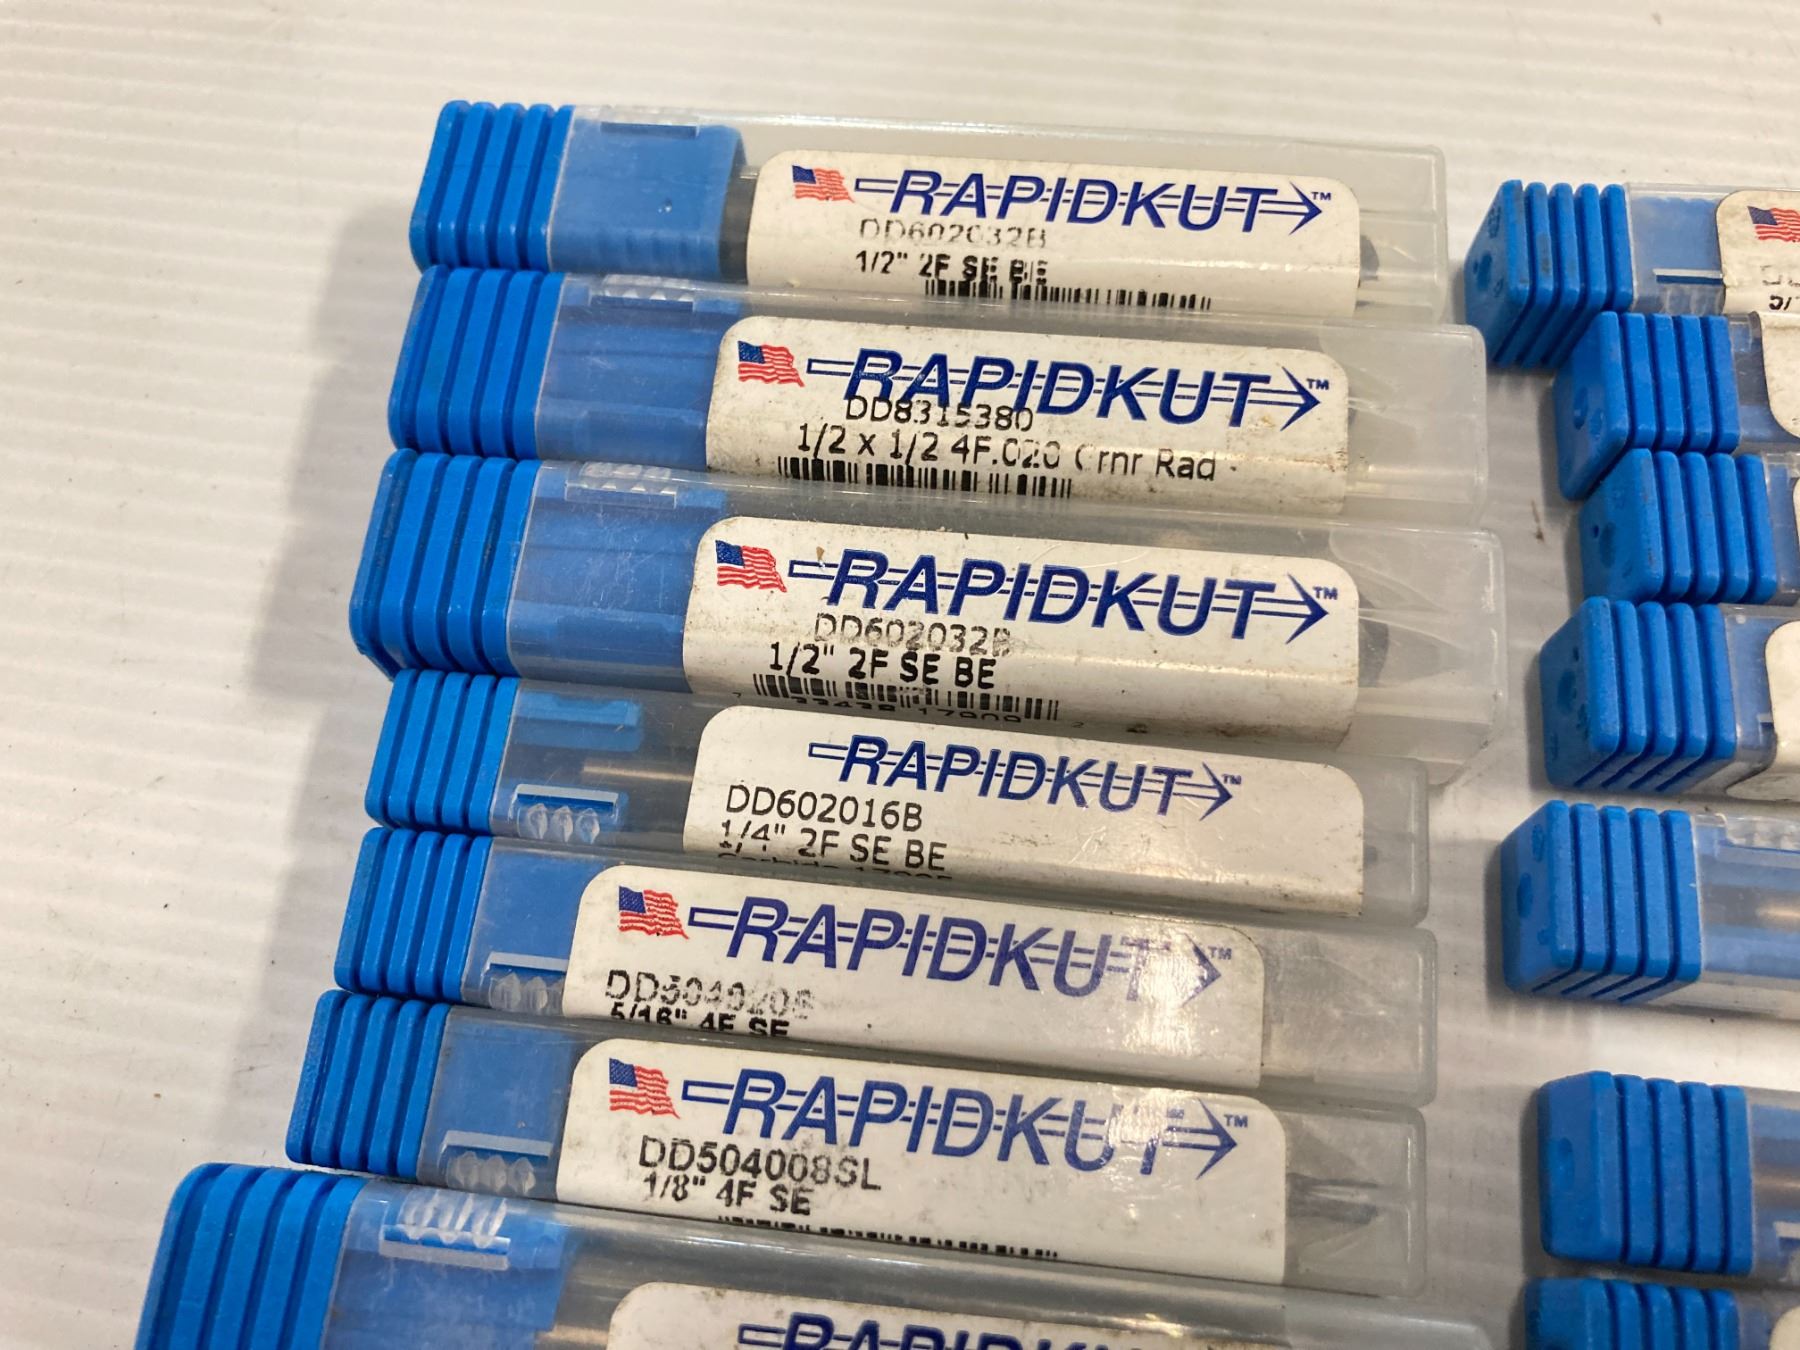 RAPIDKUT™
DD602032B
1/2" 2F SE BE
RAPIDKUT™
DD8315380
1/2 x 1/2 4F.020 Crnr Rad
RAPIDKUT™
DD602032B
1/2" 2F SE BE
RAPIDKUT™
DD602016B
1/4" 2F SE BE
RAPIDKUT™
5/16" 4F SE
RAPIDKUT™
DD504008SL
1/8" 4F SE
RAPIDKUT
5/